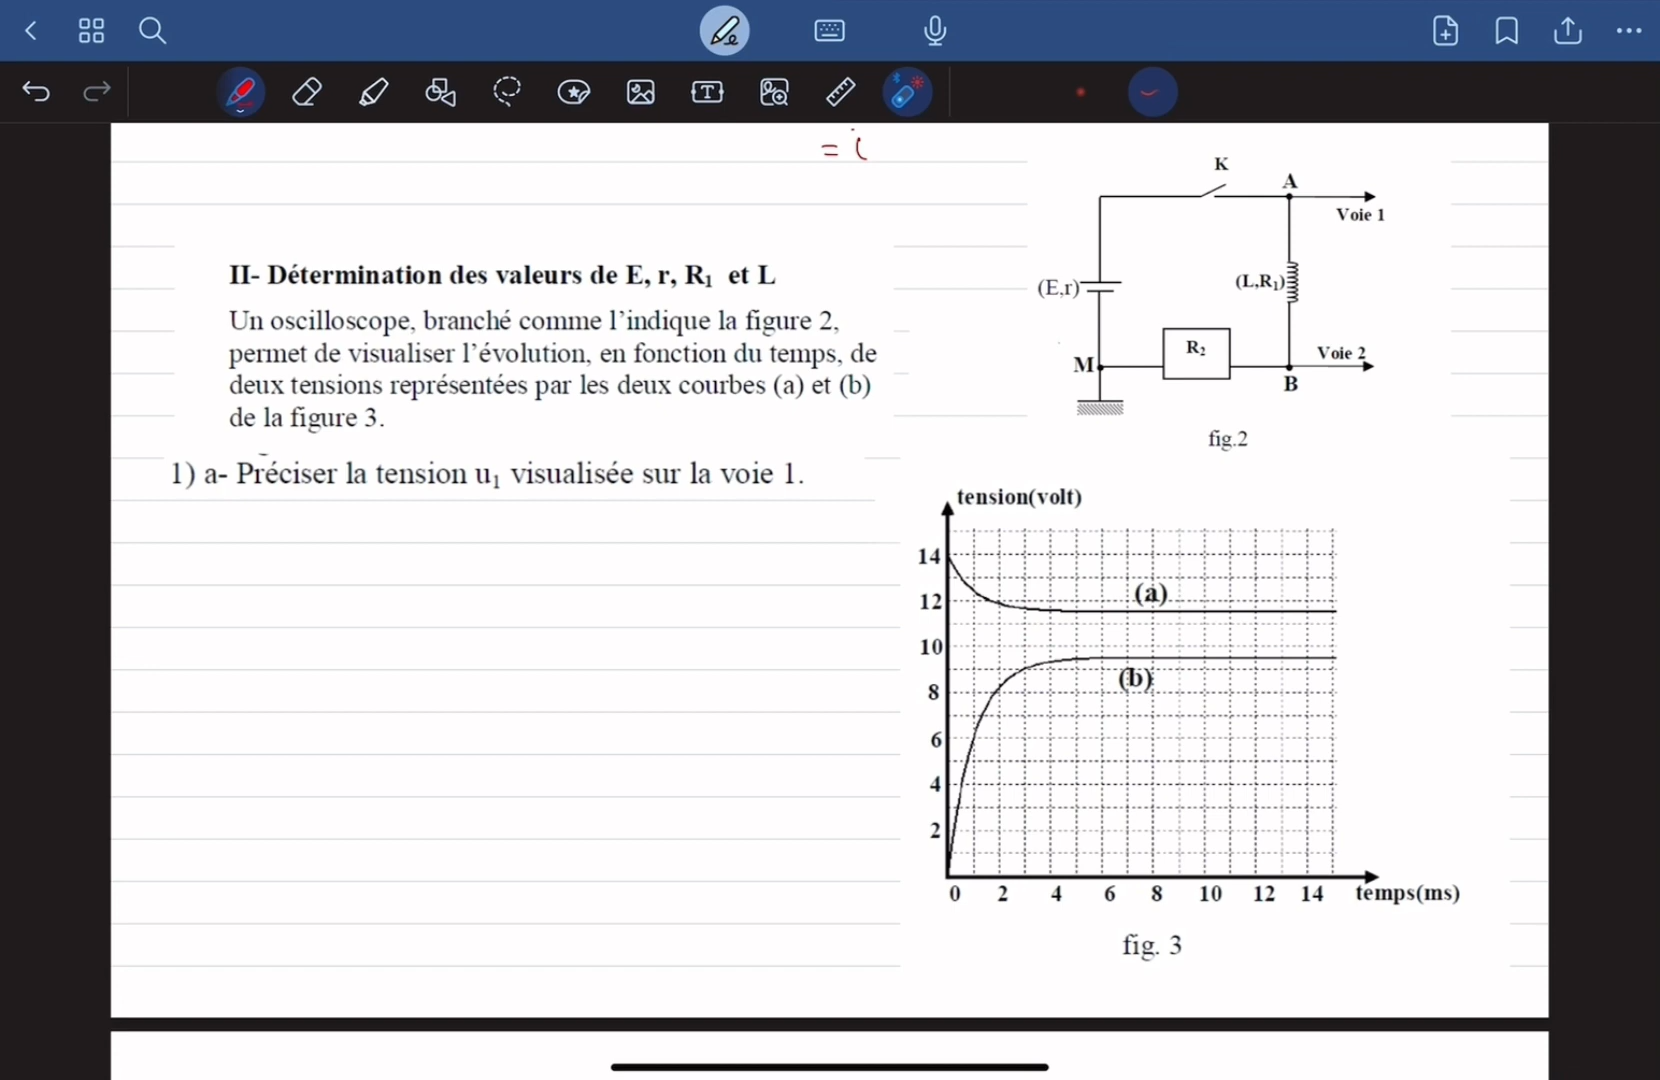 = i
II- Détermination des valeurs de E, r, R₁ et L
Un oscilloscope, branché comme l'indique la figure 2,
permet de visualiser l'évolution, en fonction du temps, de
deux tensions représentées par les deux courbes (a) et (b)
de la figure 3.
1) a- Préciser la tension u₁ visualisée sur la voie 1.
K
A
Voie 1
(E,r)
(L,R₁)
R₂
Voie 2
M
B
fig.2
tension(volt)
14
12
10
8
6
4
2
(a)
(b)
0 2 4 6 8 10 12 14 temps(ms)
fig. 3